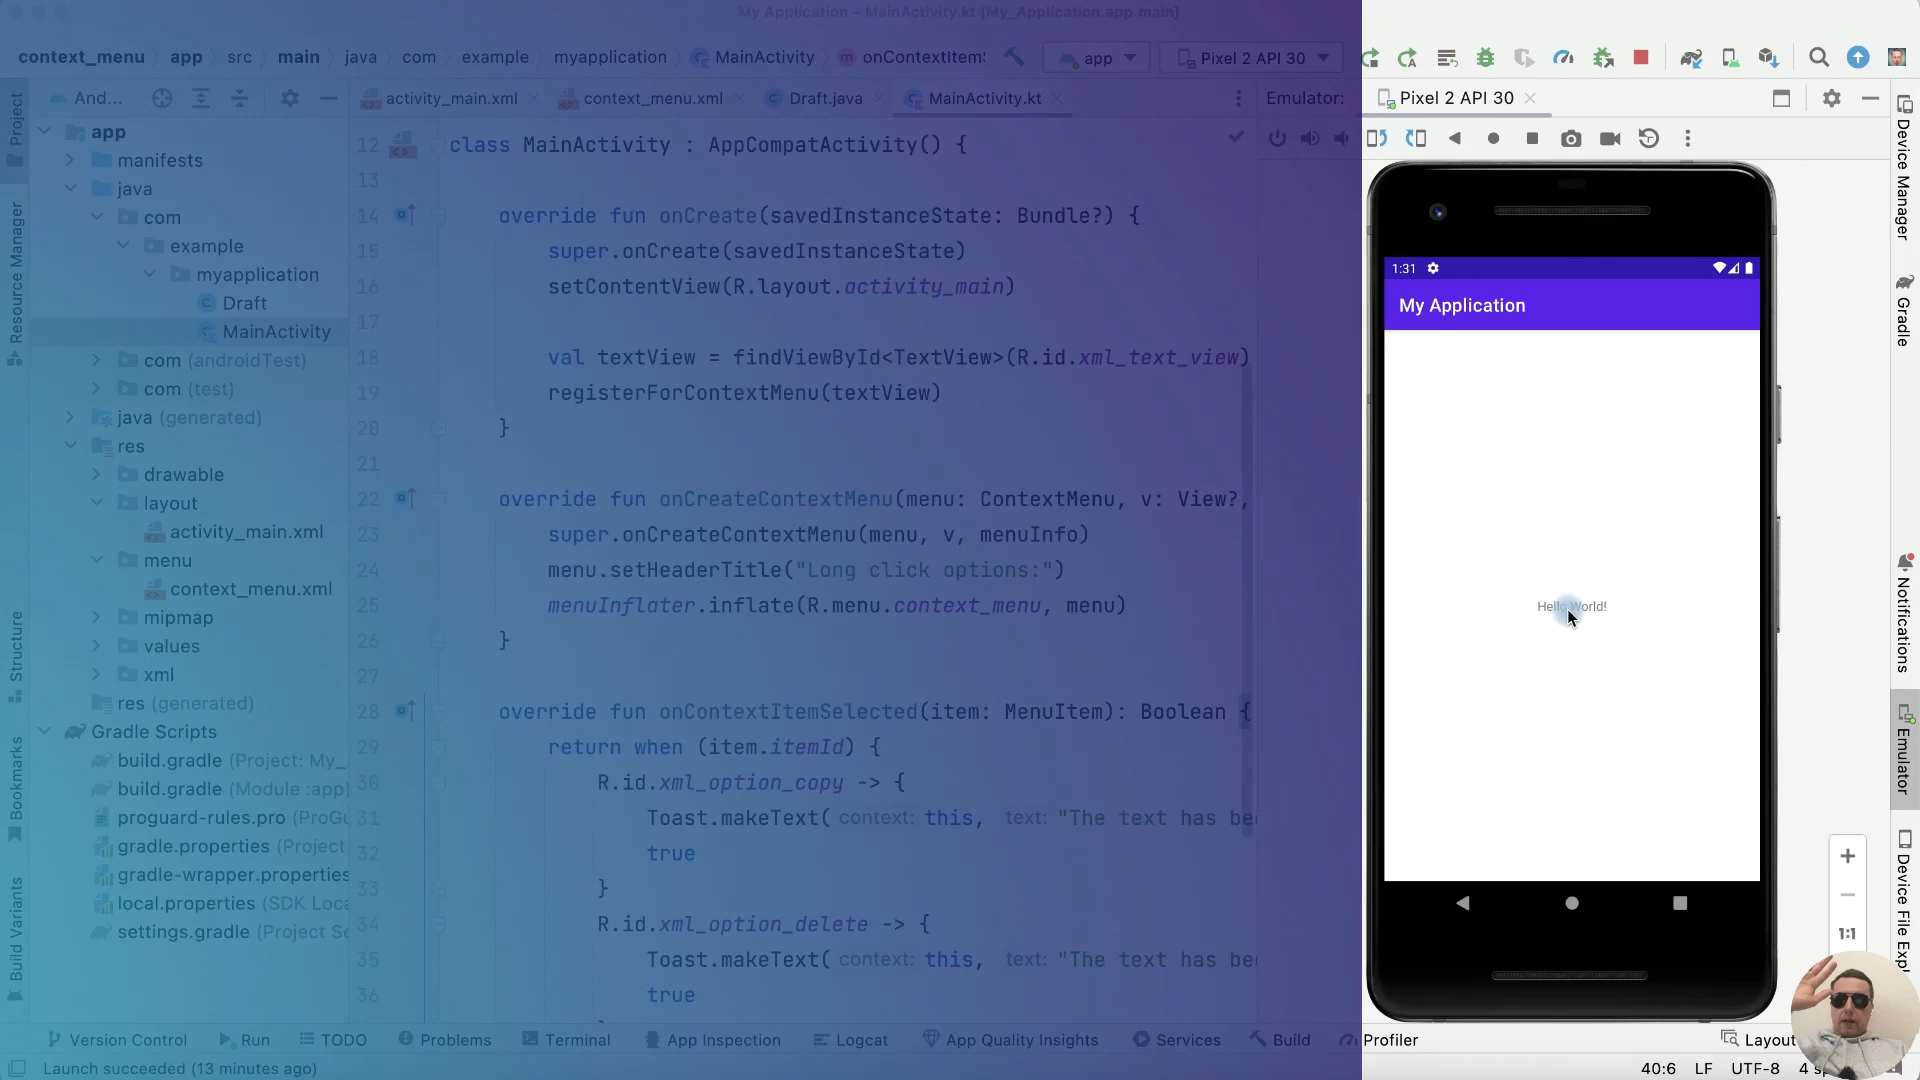 My Application – MainActivity.kt [My_Application.app.main]
context_menu app src main java com example myapplication MainActivity onContextItemS app Pixel 2 API 30
And... activity_main.xml context_menu.xml Draft.java MainActivity.kt Emulator: Pixel 2 API 30
Project
Resource Manager
Structure
Bookmarks
Build Variants
app
manifests
java
com
example
myapplication
Draft
MainActivity
com (androidTest)
com (test)
java (generated)
res
drawable
layout
activity_main.xml
menu
context_menu.xml
mipmap
values
xml
res (generated)
Gradle Scripts
build.gradle (Project: My_
build.gradle (Module :app)
proguard-rules.pro (ProGu
gradle.properties (Project
gradle-wrapper.properties
local.properties (SDK Loca
settings.gradle (Project Se
12 class MainActivity : AppCompatActivity() {
13
14 override fun onCreate(savedInstanceState: Bundle?) {
15 super.onCreate(savedInstanceState)
16 setContentView(R.layout.activity_main)
17
18 val textView = findViewById<TextView>(R.id.xml_text_view)
19 registerForContextMenu(textView)
20 }
21
22 override fun onCreateContextMenu(menu: ContextMenu, v: View?,
23 super.onCreateContextMenu(menu, v, menuInfo)
24 menu.setHeaderTitle("Long click options:")
25 menuInflater.inflate(R.menu.context_menu, menu)
26 }
27
28 override fun onContextItemSelected(item: MenuItem): Boolean {
29 return when (item.itemId) {
30 R.id.xml_option_copy -> {
31 Toast.makeText( context: this, text: "The text has bee
32 true
33 }
34 R.id.xml_option_delete -> {
35 Toast.makeText( context: this, text: "The text has bee
36 true
1:31
My Application
Hello World!
1:1
Device Manager
Gradle
Notifications
Emulator
Device File Expl
Version Control Run TODO Problems Terminal App Inspection Logcat App Quality Insights Services Build Profiler Layout
Launch succeeded (13 minutes ago) 40:6 LF UTF-8 4 sp